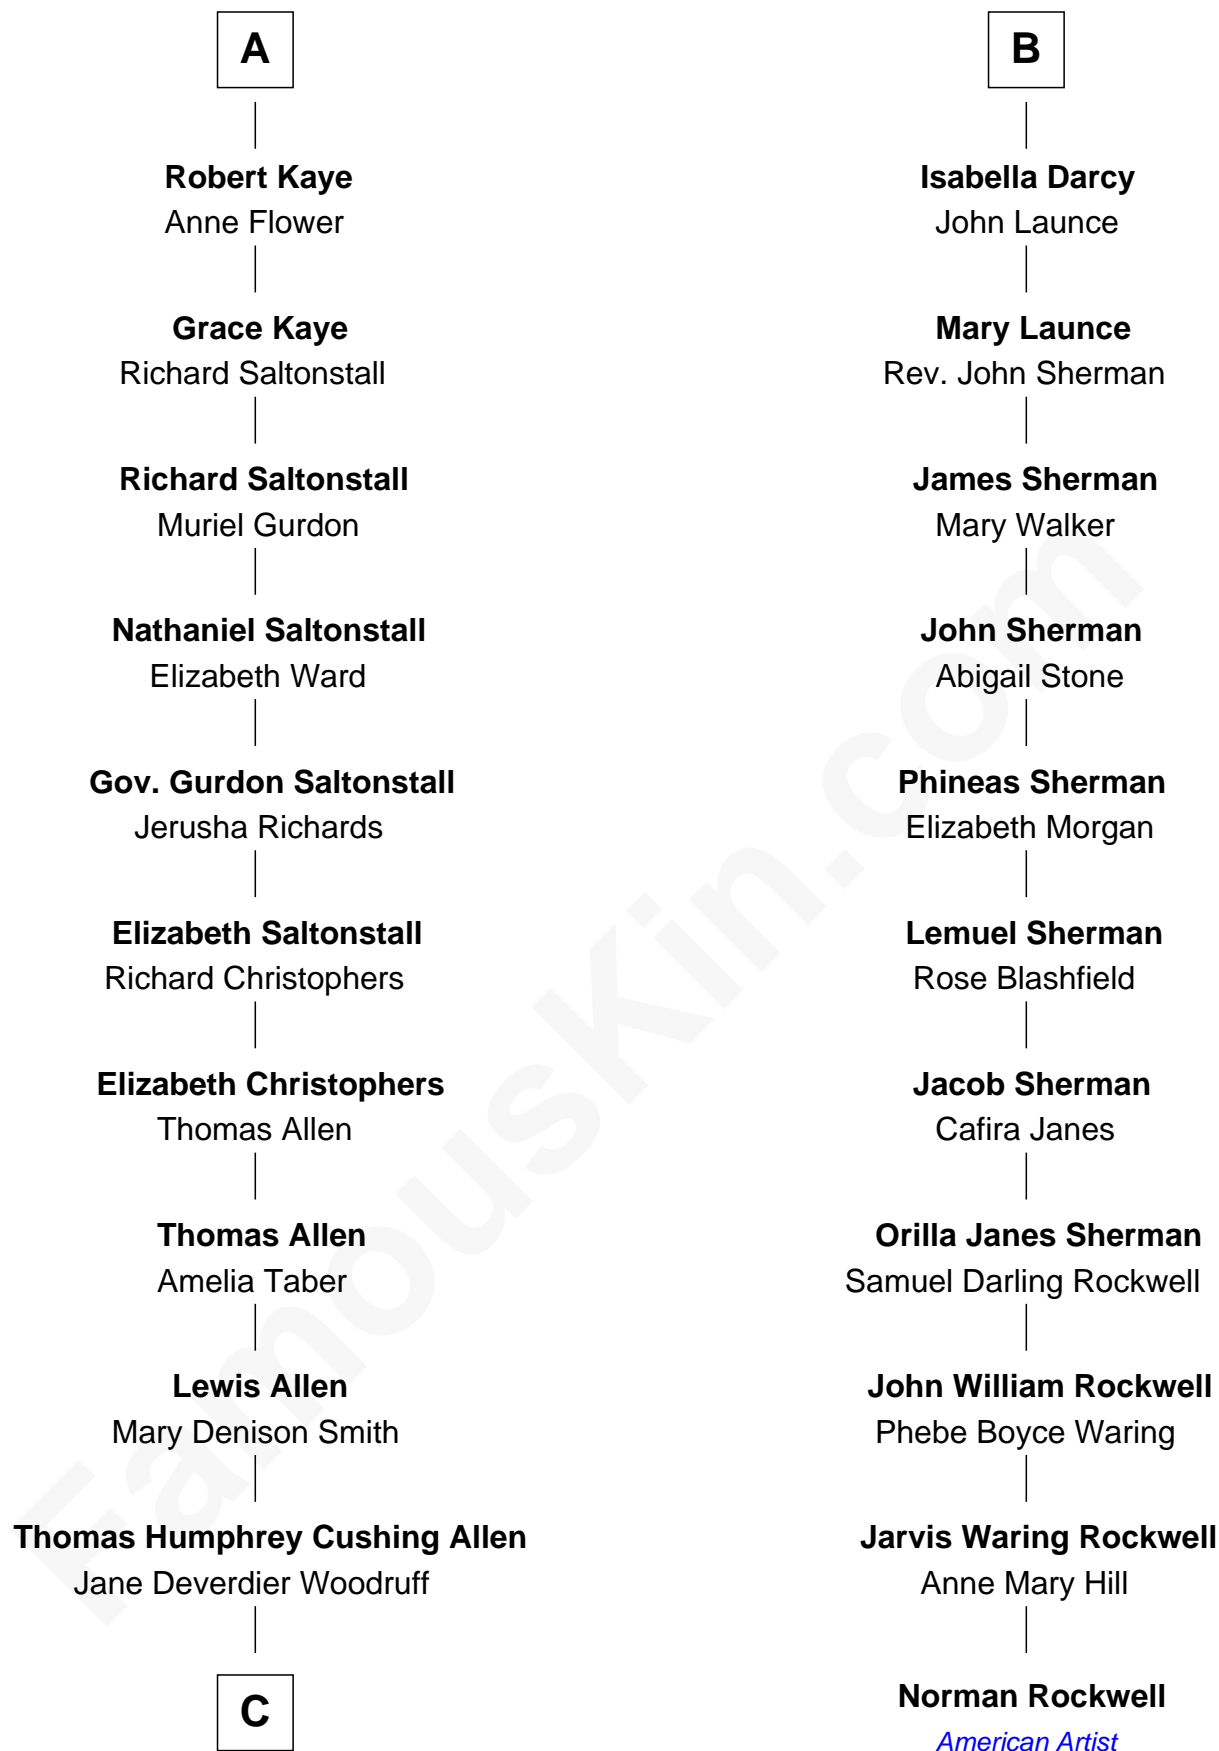 A
Robert Kaye
Anne Flower
Grace Kaye
Richard Saltonstall
Richard Saltonstall
Muriel Gurdon
Nathaniel Saltonstall
Elizabeth Ward
Gov. Gurdon Saltonstall
Jerusha Richards
Elizabeth Saltonstall
Richard Christophers
Elizabeth Christophers
Thomas Allen
Thomas Allen
Amelia Taber
Lewis Allen
Mary Denison Smith
Thomas Humphrey Cushing Allen
Jane Deverdier Woodruff
C
B
Isabella Darcy
John Launce
Mary Launce
Rev. John Sherman
James Sherman
Mary Walker
John Sherman
Abigail Stone
Phineas Sherman
Elizabeth Morgan
Lemuel Sherman
Rose Blashfield
Jacob Sherman
Cafira Janes
Orilla Janes Sherman
Samuel Darling Rockwell
John William Rockwell
Phebe Boyce Waring
Jarvis Waring Rockwell
Anne Mary Hill
Norman Rockwell
American Artist
FamousKin.com